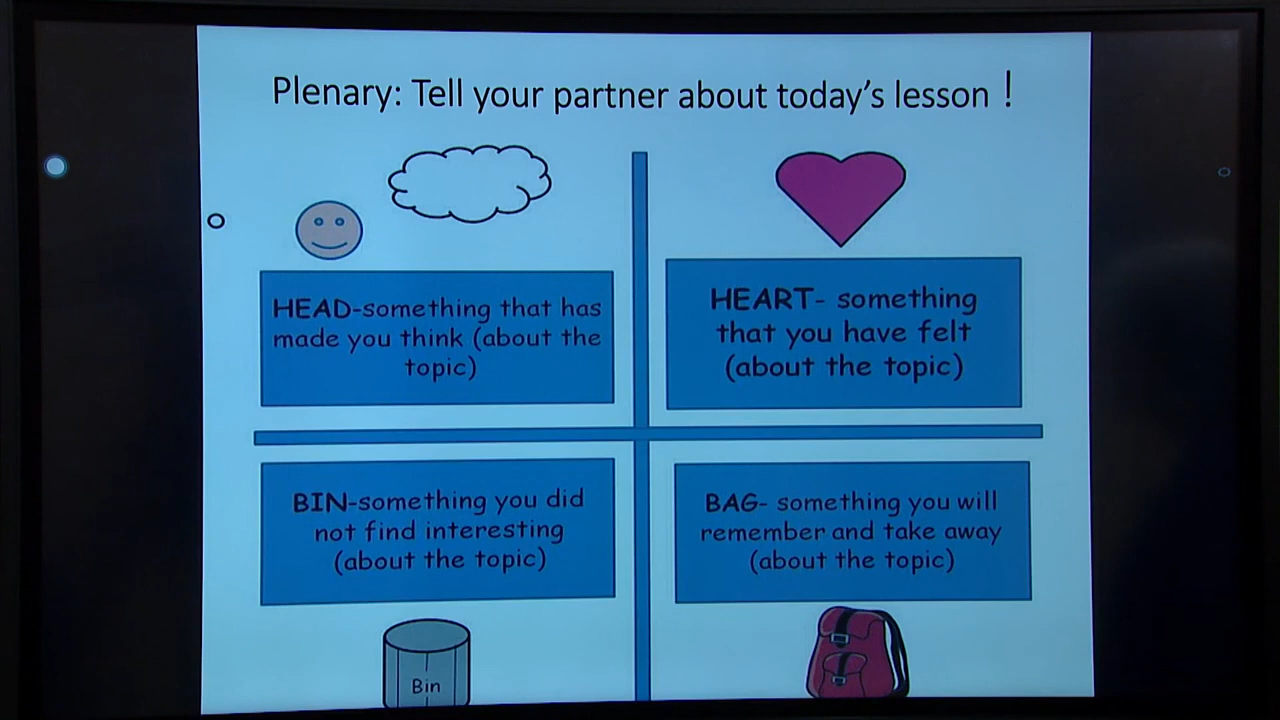 Plenary: Tell your partner about today’s lesson !
HEAD-something that has
made you think (about the
topic)
HEART- something
that you have felt
(about the topic)
BIN-something you did
not find interesting
(about the topic)
BAG- something you will
remember and take away
(about the topic)
Bin